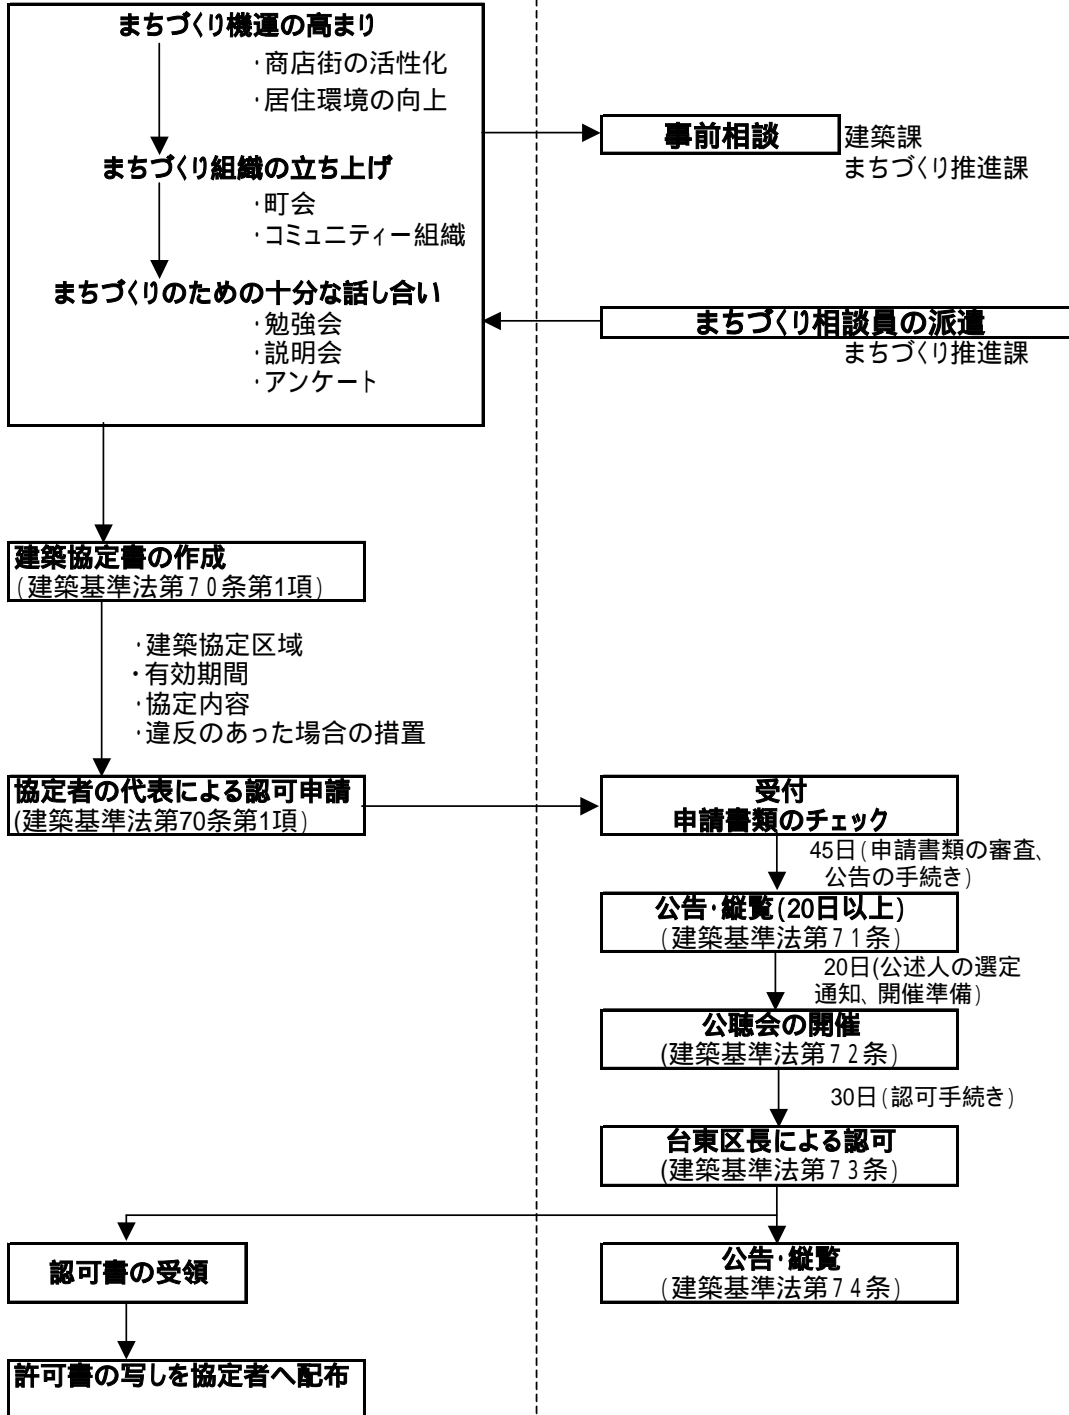 まちづくり機運の高まり
・商店街の活性化
・居住環境の向上
まちづくり組織の立ち上げ
・町会
・コミュニティー組織
まちづくりのための十分な話し合い
・勉強会
・説明会
・アンケート
事前相談
建築課
まちづくり推進課
まちづくり相談員の派遣
まちづくり推進課
建築協定書の作成
(建築基準法第70条第1項)
・建築協定区域
・有効期間
・協定内容
・違反のあった場合の措置
協定者の代表による認可申請
(建築基準法第70条第1項)
受付
申請書類のチェック
45日(申請書類の審査、
公告の手続き)
公告・縦覧(20日以上)
(建築基準法第71条)
20日(公述人の選定
通知、開催準備)
公聴会の開催
(建築基準法第72条)
30日(認可手続き)
台東区長による認可
(建築基準法第73条)
認可書の受領
公告・縦覧
(建築基準法第74条)
許可書の写しを協定者へ配布